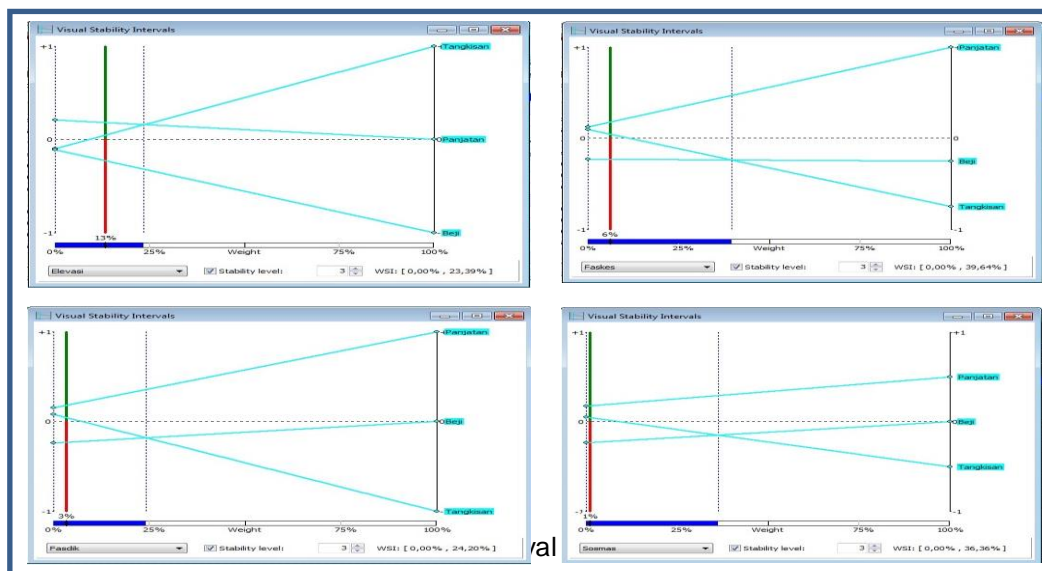 Visual Stability Intervals
+1
Tangkisan
0
Panjatan
-1
Beji
13%
0% 25% Weight 75% 100%
Elevasi Stability level: 3 WSI: [ 0,00% , 23,39% ]
Visual Stability Intervals
+1
Panjatan
0 0
Beji
Tangkisan
-1 -1
6%
0% 25% Weight 75% 100%
Faskes Stability level: 3 WSI: [ 0,00% , 39,64% ]
Visual Stability Intervals
+1
Panjatan
0
Beji
-1
Tangkisan
3%
0% 25% Weight 75% 100%
Fasdik Stability level: 3 WSI: [ 0,00% , 24,20% ]
Visual Stability Intervals
+1 +1
Panjatan
0
Beji
Tangkisan
-1 -1
1%
0% 25% Weight 75% 100%
Sosmas Stability level: 3 WSI: [ 0,00% , 36,36% ]
val